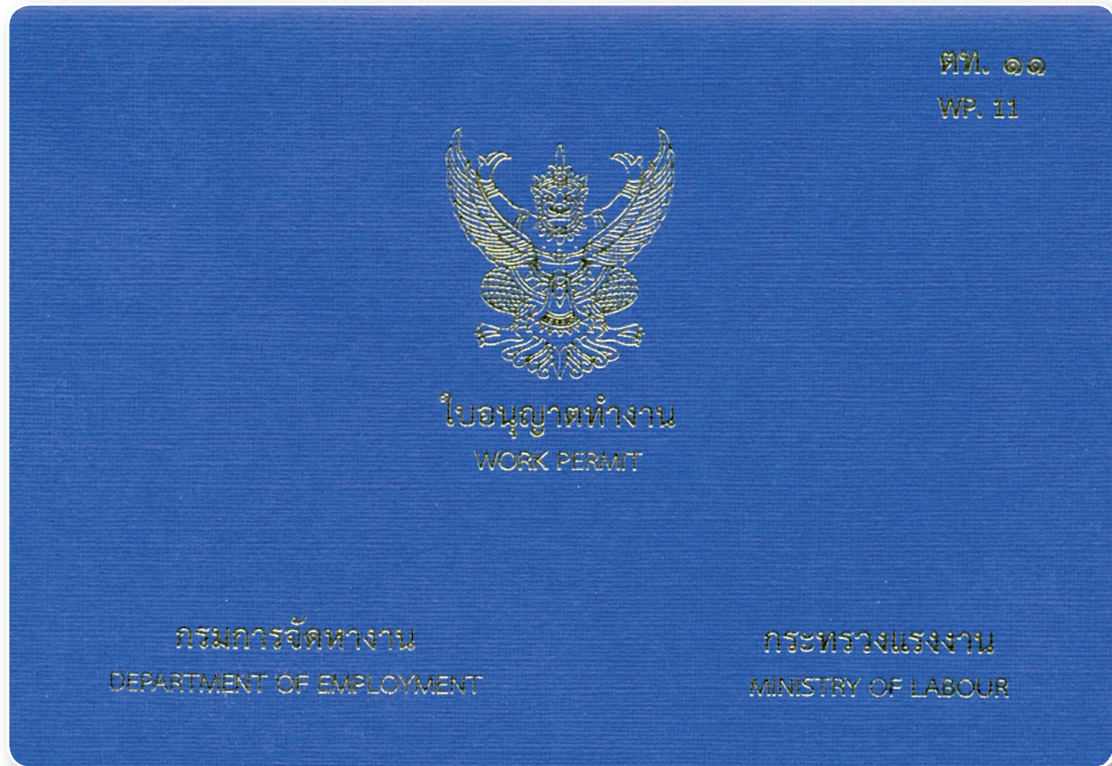 ตท. ๑๑
WP. 11
ใบอนุญาตทำงาน
WORK PERMIT
กรมการจัดหางาน
DEPARTMENT OF EMPLOYMENT
กระทรวงแรงงาน
MINISTRY OF LABOUR